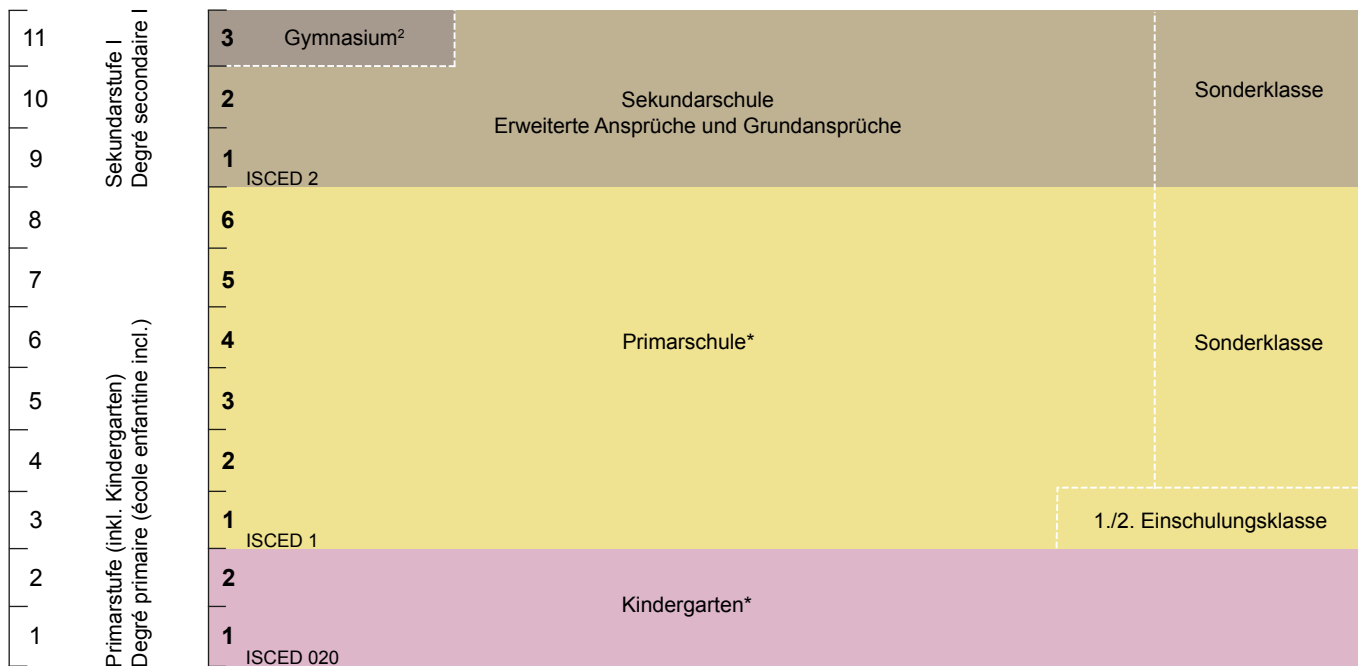 11
Sekundarstufe I
Degré secondaire I
3
Gymnasium²
10
2
Sekundarschule
Erweiterte Ansprüche und Grundansprüche
Sonderklasse
9
1
ISCED 2
8
6
7
5
6
4
Primarschule*
Sonderklasse
5
3
4
2
3
1
ISCED 1
1./2. Einschulungsklasse
Primarstufe (inkl. Kindergarten)
Degré primaire (école enfantine incl.)
2
2
Kindergarten*
1
1
ISCED 020